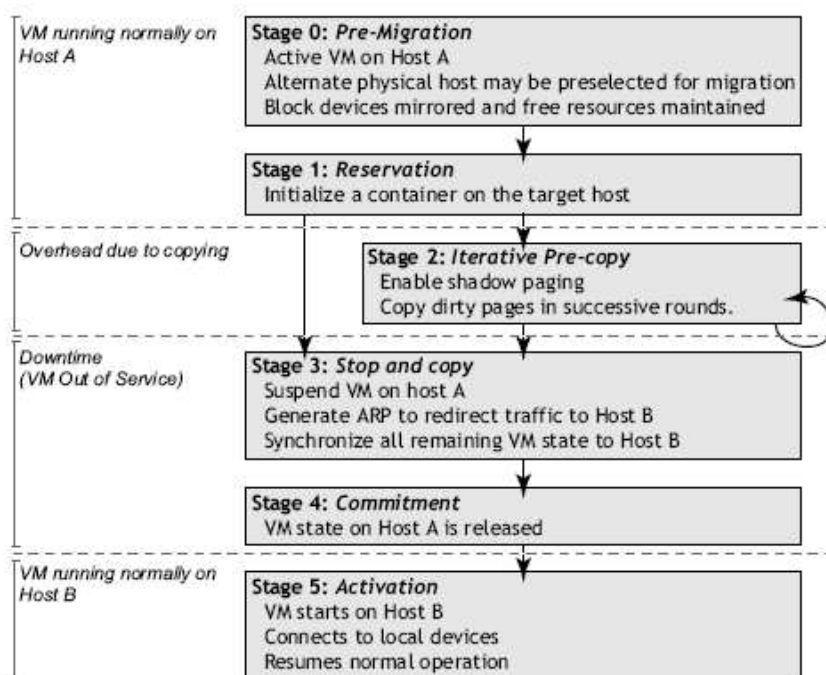 VM running normally on
Host A
Stage 0: Pre-Migration
Active VM on Host A
Alternate physical host may be preselected for migration
Block devices mirrored and free resources maintained
Stage 1: Reservation
Initialize a container on the target host
Overhead due to copying
Stage 2: Iterative Pre-copy
Enable shadow paging
Copy dirty pages in successive rounds.
Downtime
(VM Out of Service)
Stage 3: Stop and copy
Suspend VM on host A
Generate ARP to redirect traffic to Host B
Synchronize all remaining VM state to Host B
Stage 4: Commitment
VM state on Host A is released
VM running normally on
Host B
Stage 5: Activation
VM starts on Host B
Connects to local devices
Resumes normal operation